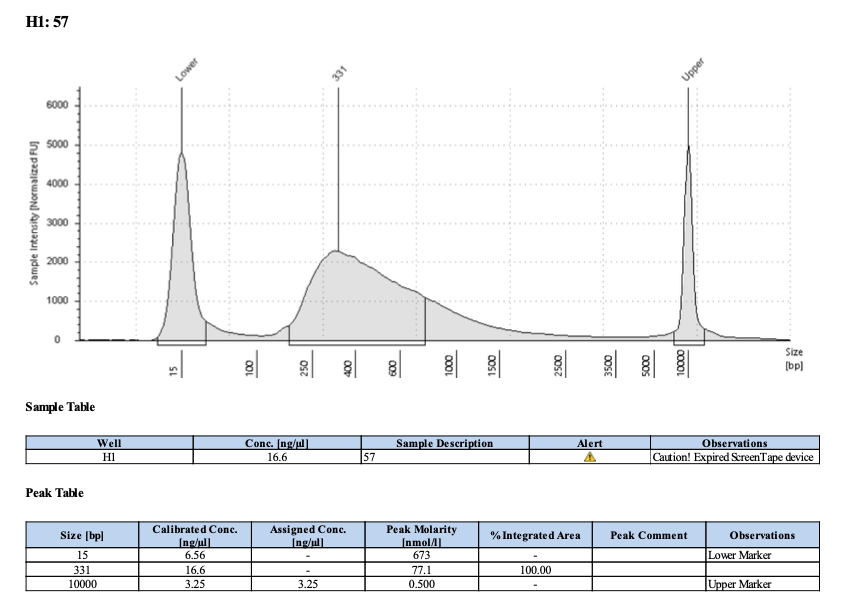 H1: 57
Lower
331
Upper
Sample Intensity [Normalized FU]
6000
5000
4000
3000
2000
1000
0
15
100
250
400
600
1000
1500
2500
3500
5000
10000
Size
[bp]
Sample Table
Well Conc. [ng/µl] Sample Description Alert Observations
H1 16.6 57 Caution! Expired ScreenTape device
Peak Table
Size [bp] Calibrated Conc. [ng/µl] Assigned Conc. [ng/µl] Peak Molarity [nmol/l] % Integrated Area Peak Comment Observations
15 6.56 - 673 - Lower Marker
331 16.6 - 77.1 100.00
10000 3.25 3.25 0.500 - Upper Marker